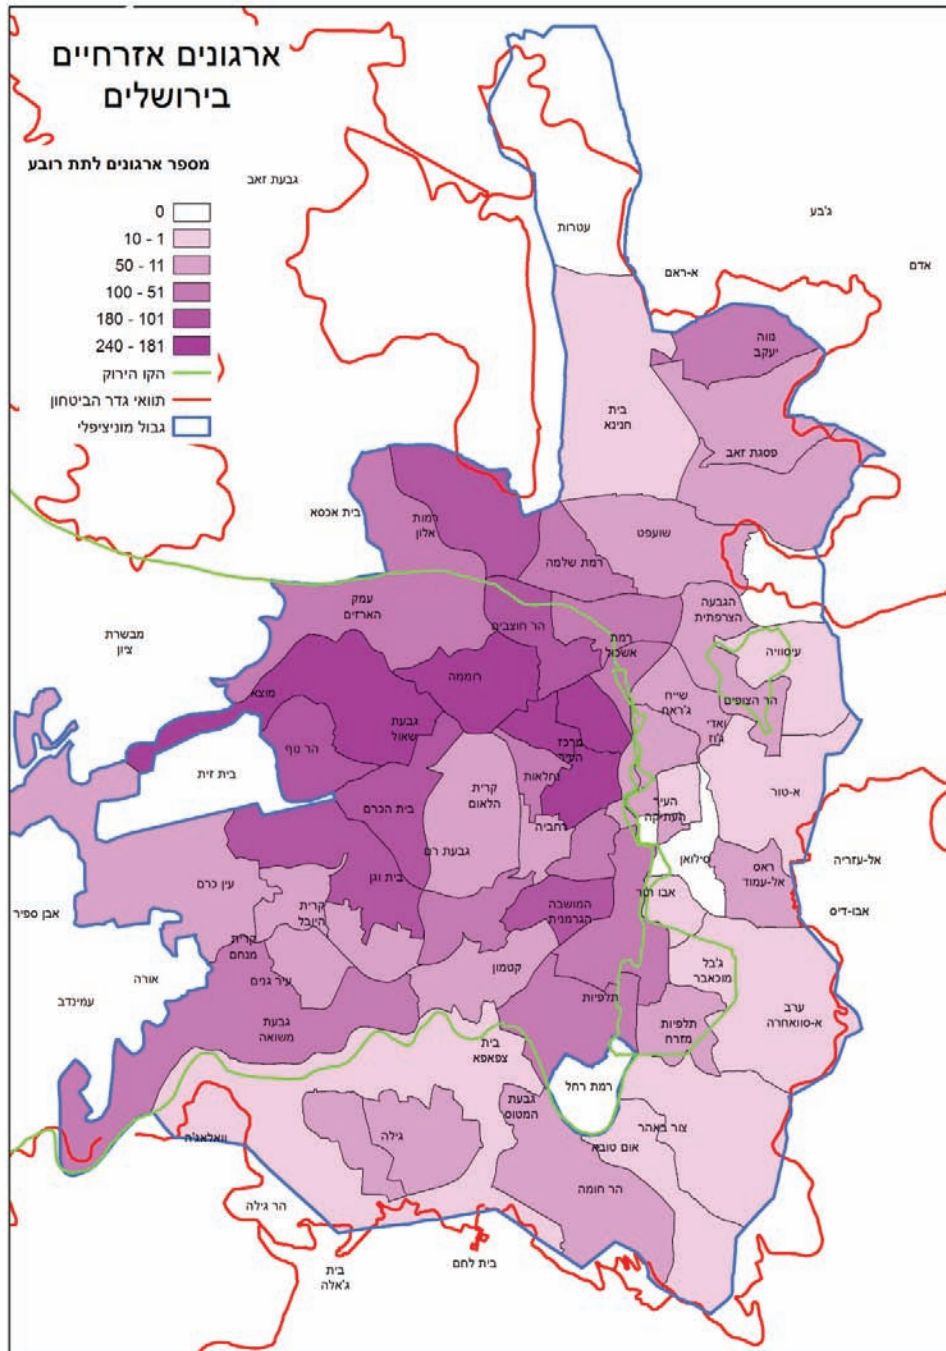 ארגונים אזרחיים
בירושלים
מספר ארגונים לתת רובע
0
10 - 1
50 - 11
100 - 51
180 - 101
240 - 181
הקו הירוק
תוואי גדר הביטחון
גבול מוניציפלי
גבעת זאב
עטרות
ג'בע
א-ראם
אדם
נווה
יעקב
בית
חנינא
פסגת זאב
בית אכסא
רמות
אלון
שועפט
רמת שלמה
עמק
הארזים
הר חוצבים
הגבעה
הצרפתית
רמת
אשכול
מבשרת
ציון
עיסוויה
רוממה
שייח
ג'ראח
הר הצופים
מוצא
גבעת
שאול
ואדי
ג'וז
הר נוף
מרכז
העיר
בית זית
נחלאות
קרית
הלאום
א-טור
העיר
העתיקה
בית הכרם
רחביה
גבעת רם
סילואן
ראס
אל-עמוד
אל-עזריה
עין כרם
בית וגן
אבו תור
אבן ספיר
קרית
היובל
המושבה
הגרמנית
אבו-דיס
קרית
מנחם
קטמון
ג'בל
מוכאבר
אורה
עיר גנים
עמינדב
תלפיות
ערב
א-סוואחרה
גבעת
משואה
תלפיות
מזרח
בית
צפאפא
רמת רחל
גבעת
המטוס
וואלאג'ה
גילה
צור באהר
אום טובא
הר חומה
הר גילה
בית לחם
בית
ג'אלה